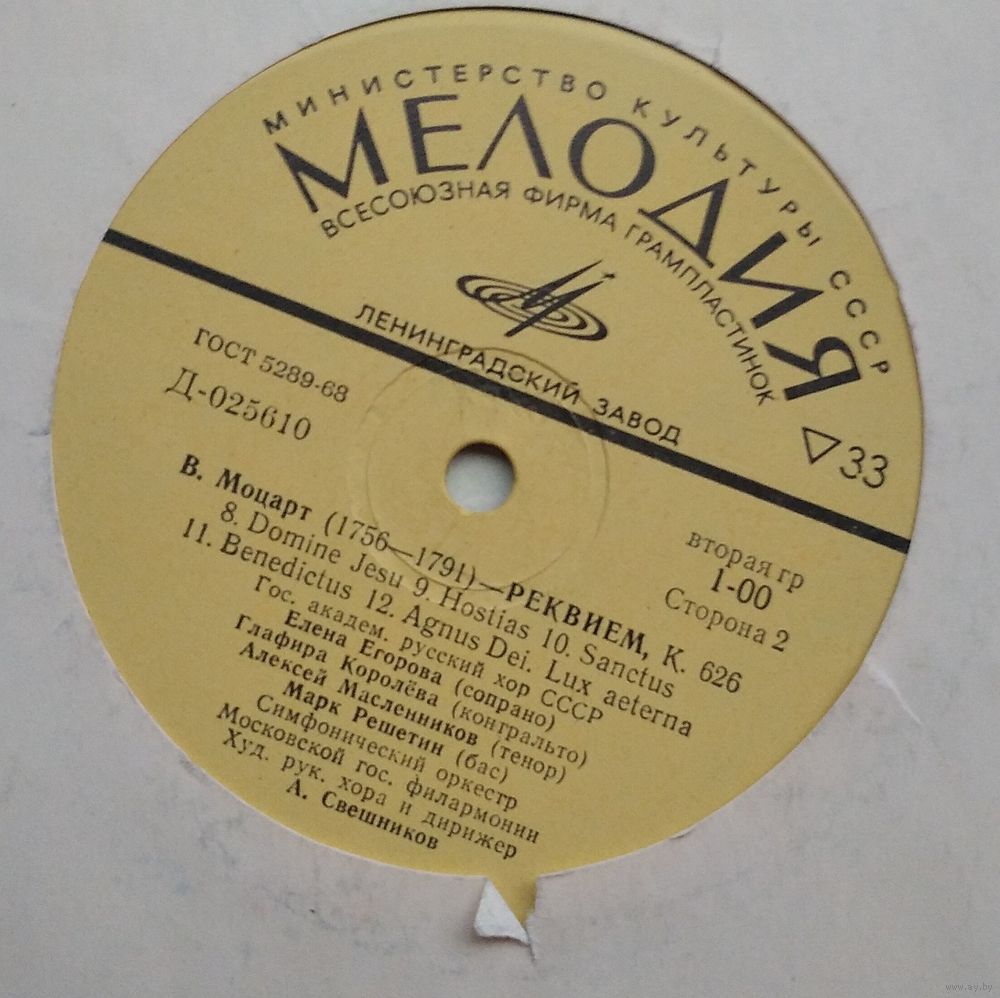 МИНИСТЕРСТВО КУЛЬТУРЫ СССР
МЕЛОДИЯ
ВСЕСОЮЗНАЯ ФИРМА ГРАМПЛАСТИНОК
ЛЕНИНГРАДСКИЙ ЗАВОД
▷33
ГОСТ 5289-68
Д-025610
вторая гр
1-00
Сторона 2
В. Моцарт (1756—1791)—РЕКВИЕМ, К. 626
8. Domine Jesu 9. Hostias 10. Sanctus
11. Benedictus 12. Agnus Dei. Lux aeterna
Гос. академ. русский хор СССР
Елена Егорова (сопрано)
Глафира Королёва (контральто)
Алексей Масленников (тенор)
Марк Решетин (бас)
Симфонический оркестр
Московской гос. филармонии
Худ. рук. хора и дирижер
А. Свешников
www.ay.by